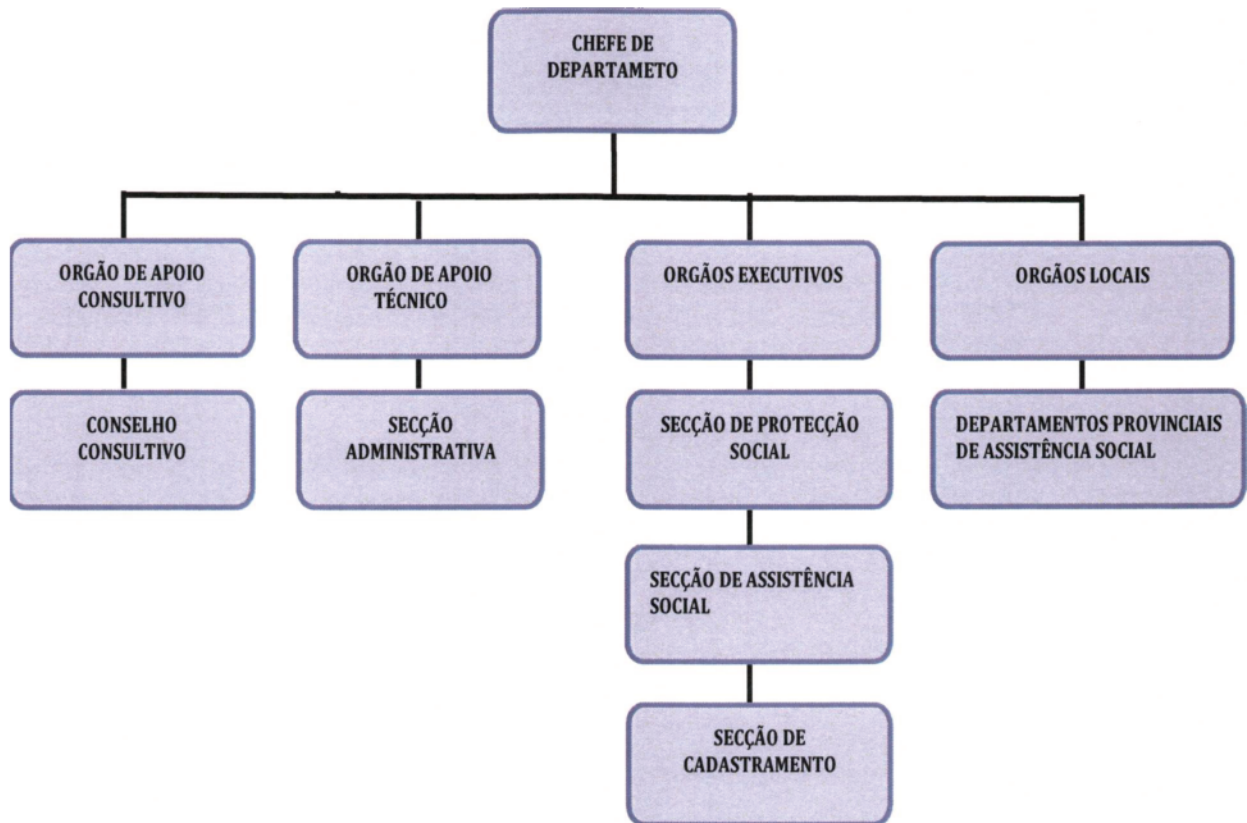 CHEFE DE
DEPARTAMETO
ORGÃO DE APOIO
CONSULTIVO
ORGÃO DE APOIO
TÉCNICO
ORGÃOS EXECUTIVOS
ORGÃOS LOCAIS
CONSELHO
CONSULTIVO
SECÇÃO
ADMINISTRATIVA
SECÇÃO DE PROTECÇÃO
SOCIAL
DEPARTAMENTOS PROVINCIAIS
DE ASSISTÊNCIA SOCIAL
SECÇÃO DE ASSISTÊNCIA
SOCIAL
SECÇÃO DE
CADASTRAMENTO